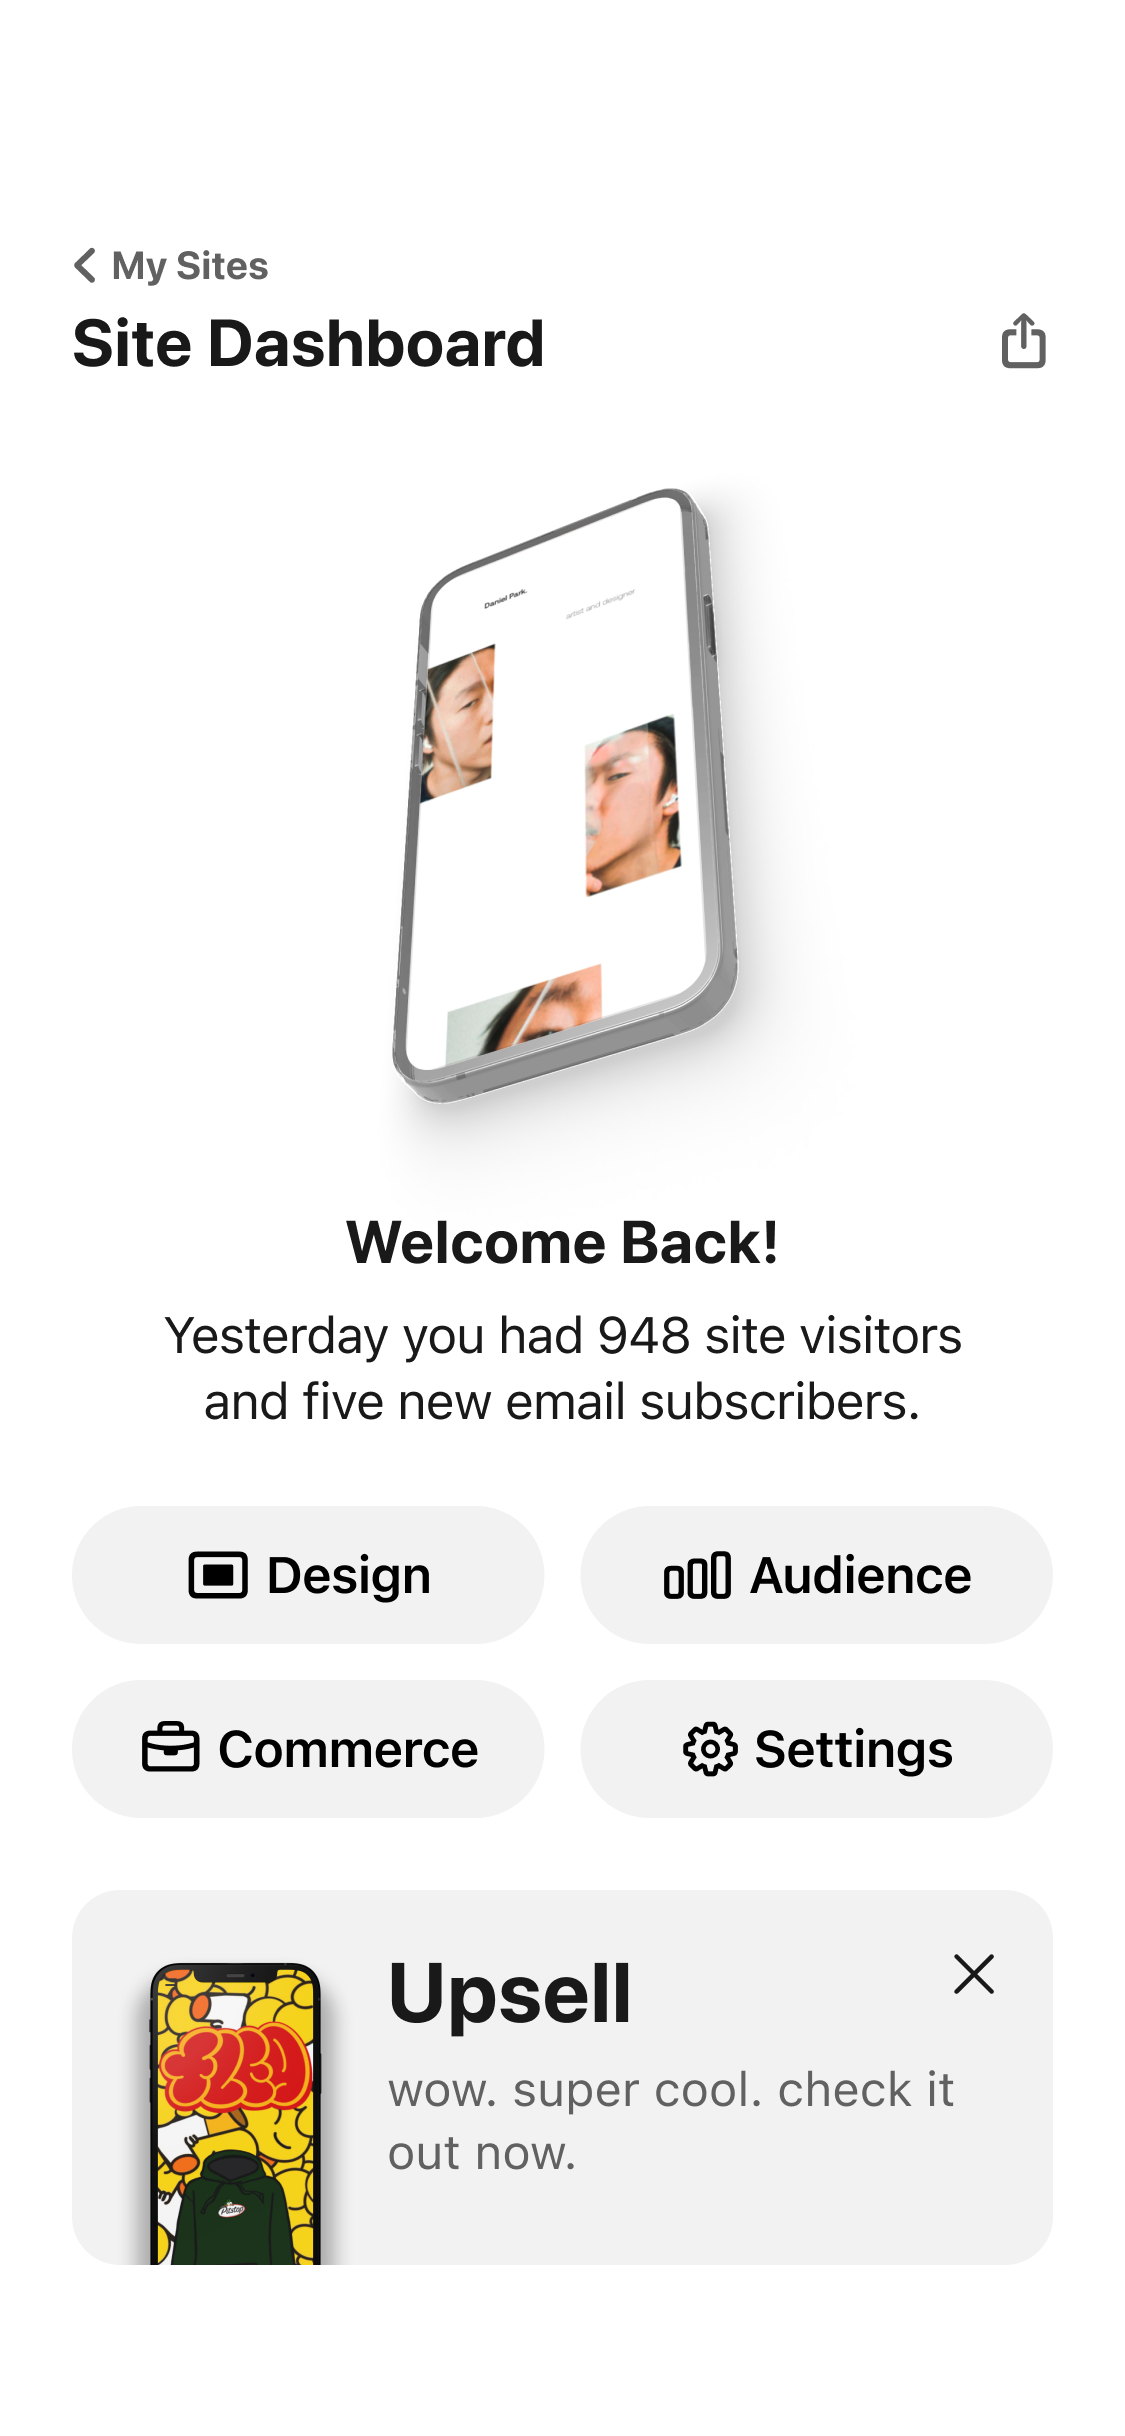 My Sites
Site Dashboard
Daniel Park.
artist and designer
Welcome Back!
Yesterday you had 948 site visitors
and five new email subscribers.
Design
Audience
Commerce
Settings
Upsell
wow. super cool. check it
out now.